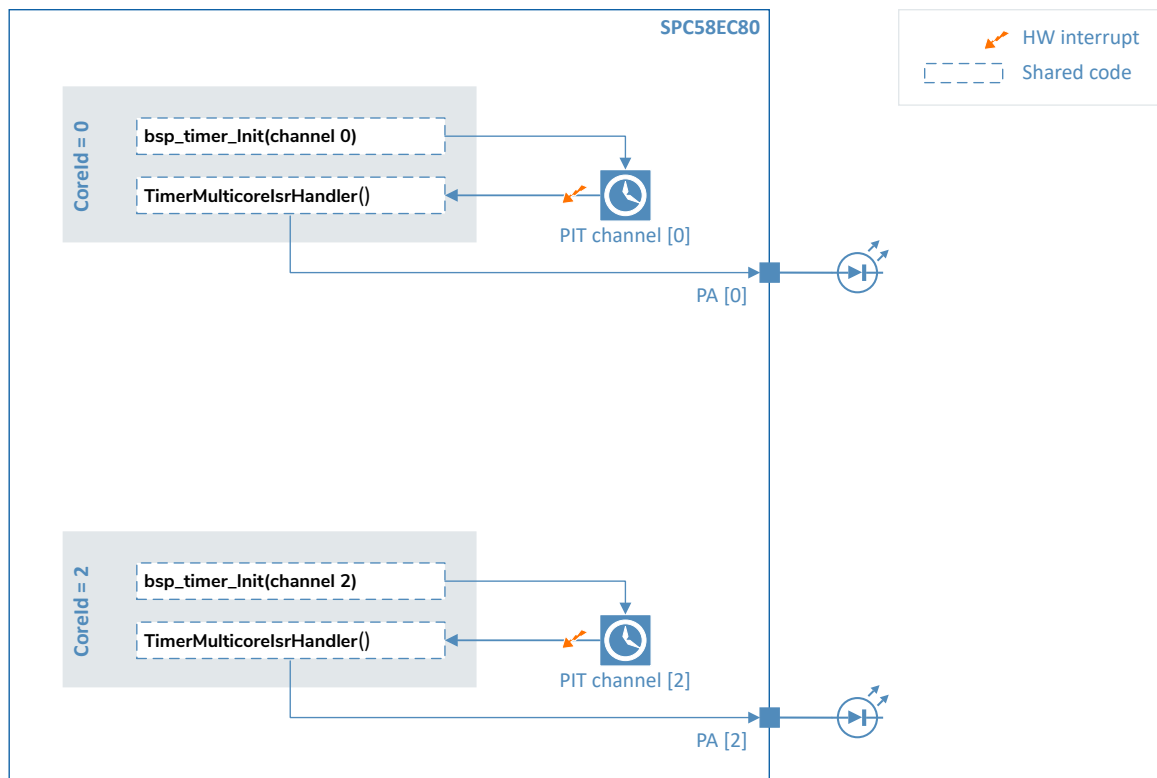 SPC58EC80
HW interrupt
Shared code
CoreId = 0
bsp_timer_Init(channel 0)
TimerMulticoreIsrHandler()
PIT channel [0]
PA [0]
CoreId = 2
bsp_timer_Init(channel 2)
TimerMulticoreIsrHandler()
PIT channel [2]
PA [2]